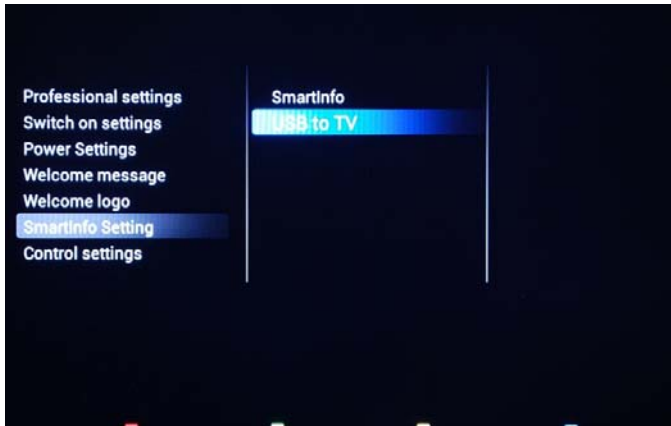 Professional settings
Switch on settings
Power Settings
Welcome message
Welcome logo
SmartInfo Setting
Control settings
SmartInfo
USB to TV